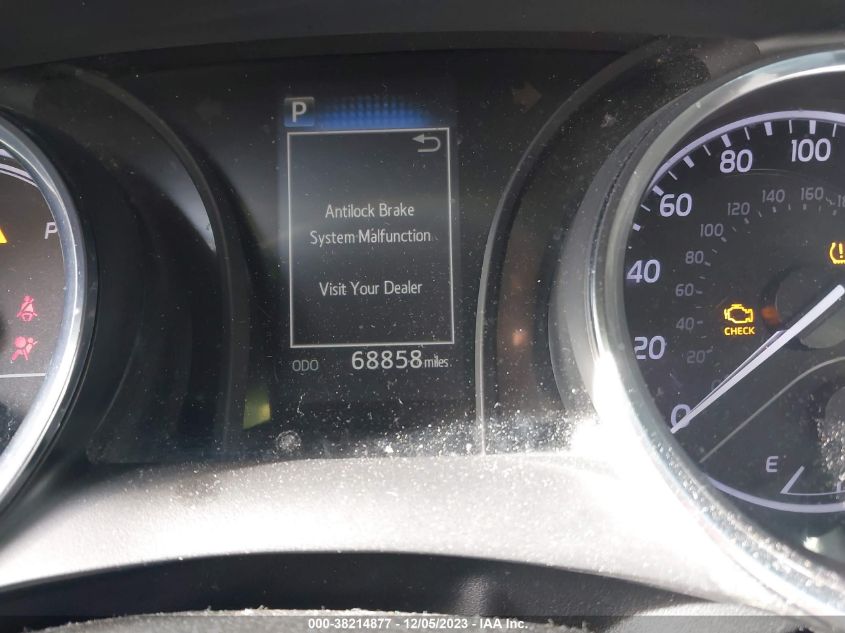 P
Antilock Brake
System Malfunction
Visit Your Dealer
ODO 68858 miles
P
100
80
60
40
20
0
160
140
120
100
80
60
40
20
CHECK
E
000-38214877 - 12/05/2023 - IAA Inc.